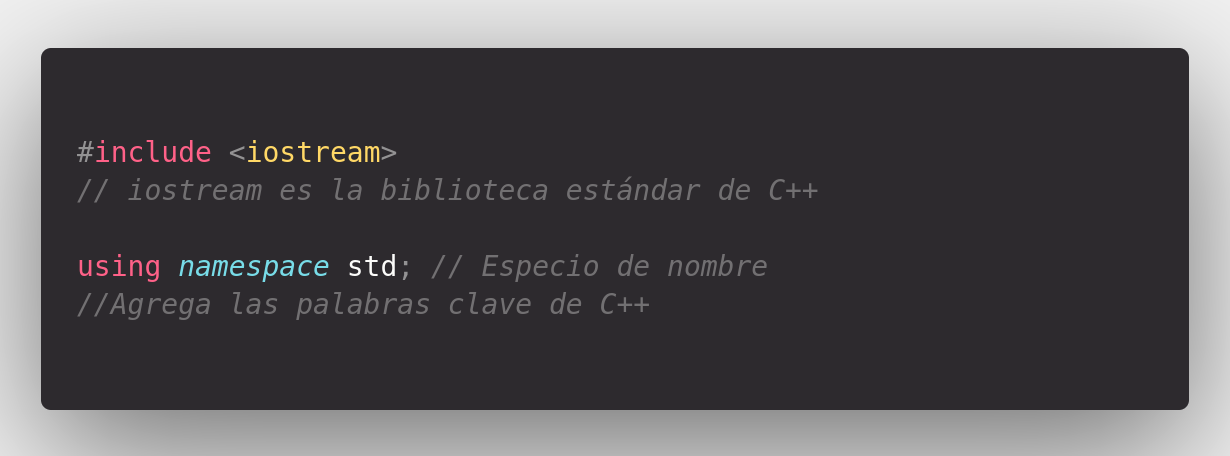 #include <iostream>
// iostream es la biblioteca estándar de C++
using namespace std; // Especio de nombre
//Agrega las palabras clave de C++